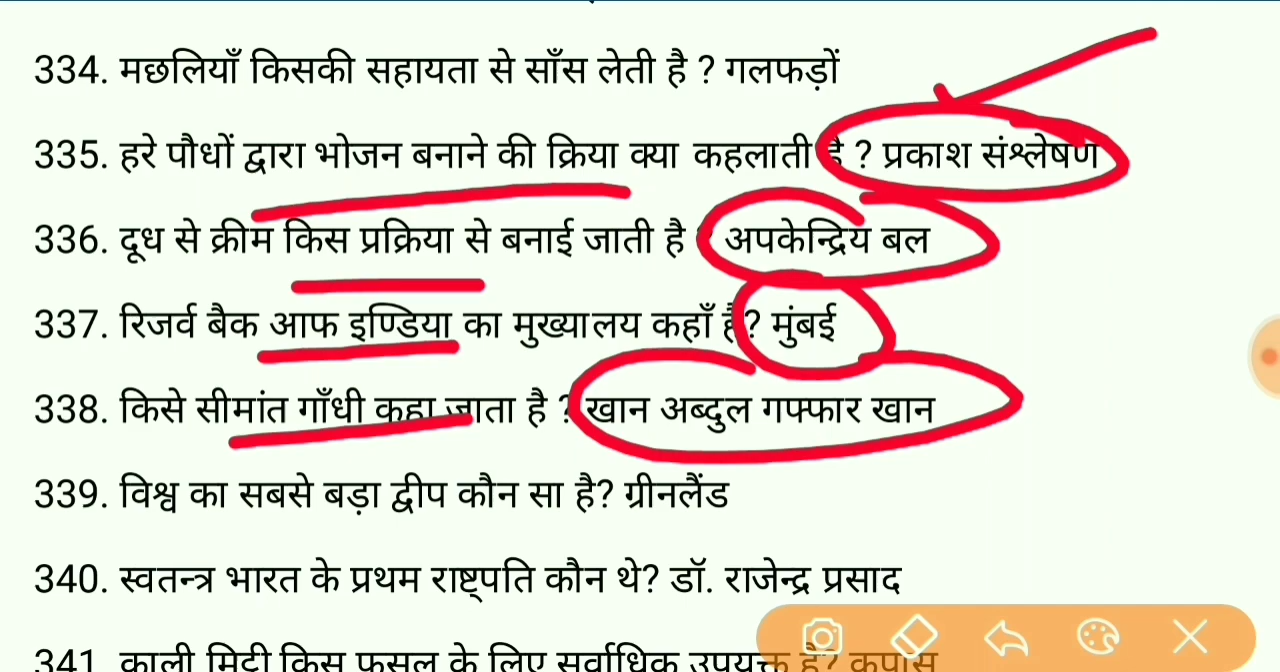 334. मछलियाँ किसकी सहायता से साँस लेती है ? गलफड़ों
335. हरे पौधों द्वारा भोजन बनाने की क्रिया क्या कहलाती है ? प्रकाश संश्लेषण
336. दूध से क्रीम किस प्रक्रिया से बनाई जाती है ? अपकेन्द्रिय बल
337. रिजर्व बैक आफ इण्डिया का मुख्यालय कहाँ है? मुंबई
338. किसे सीमांत गाँधी कहा जाता है ? खान अब्दुल गफ्फार खान
339. विश्व का सबसे बड़ा द्वीप कौन सा है? ग्रीनलैंड
340. स्वतन्त्र भारत के प्रथम राष्ट्पति कौन थे? डॉ. राजेन्द्र प्रसाद
341 काली मिट्टी किस फसल के लिए सर्वाधिक उपयुक्त है? कपास